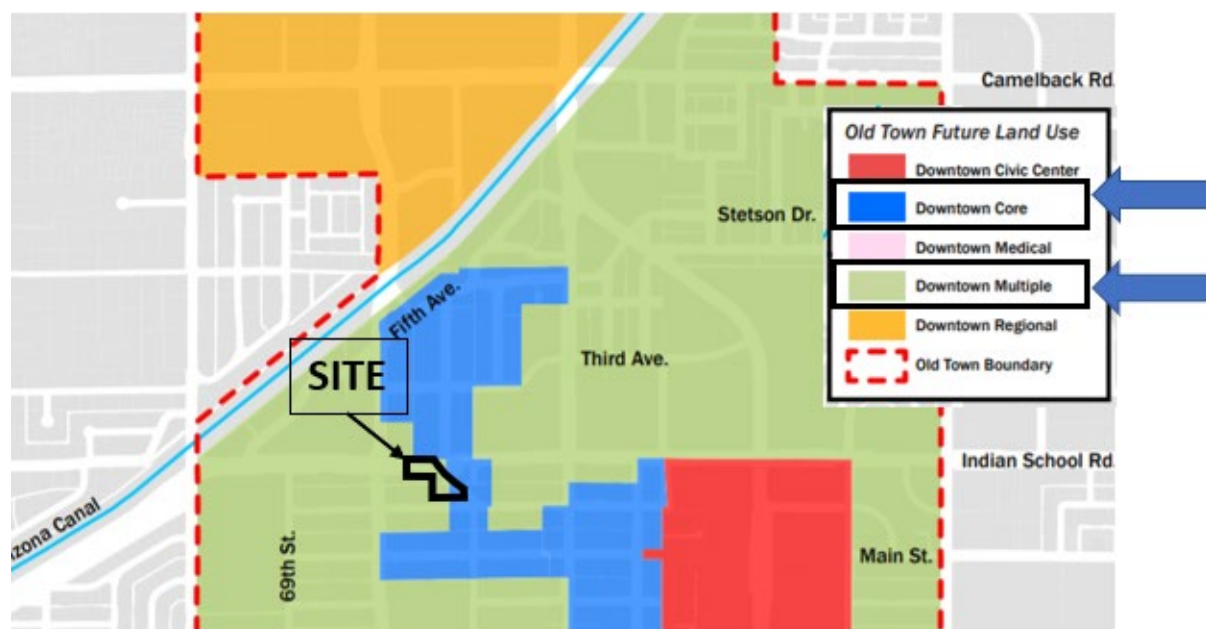 Camelback Rd.
Old Town Future Land Use
Downtown Civic Center
Downtown Core
Downtown Medical
Downtown Multiple
Downtown Regional
Old Town Boundary
Stetson Dr.
Fifth Ave.
Third Ave.
SITE
Indian School Rd.
izona Canal
69th St.
Main St.